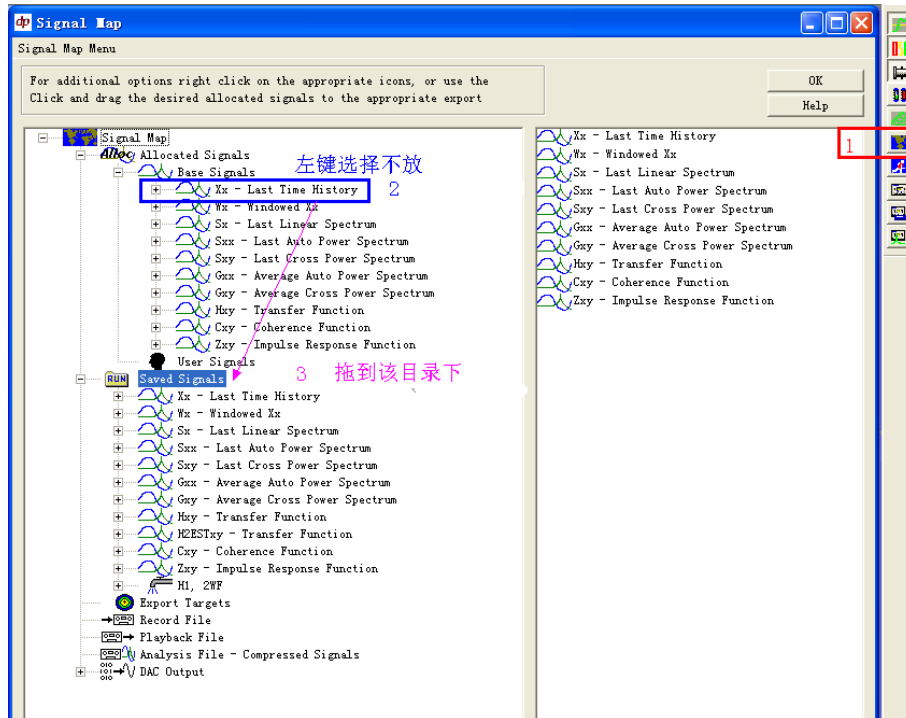 dp Signal Map
Signal Map Menu
For additional options right click on the appropriate icons, or use the
Click and drag the desired allocated signals to the appropriate export
OK
Help
Signal Map
Alloc Allocated Signals
左键选择不放
Base Signals
2
Xx - Last Time History
Wx - Windowed Xx
Sx - Last Linear Spectrum
Sxx - Last Auto Power Spectrum
Sxy - Last Cross Power Spectrum
Gxx - Average Auto Power Spectrum
Gxy - Average Cross Power Spectrum
Hxy - Transfer Function
Cxy - Coherence Function
Zxy - Impulse Response Function
User Signals
3 拖到该目录下
RUN Saved Signals
Xx - Last Time History
Wx - Windowed Xx
Sx - Last Linear Spectrum
Sxx - Last Auto Power Spectrum
Sxy - Last Cross Power Spectrum
Gxx - Average Auto Power Spectrum
Gxy - Average Cross Power Spectrum
Hxy - Transfer Function
H2ESTxy - Transfer Function
Cxy - Coherence Function
Zxy - Impulse Response Function
H1, 2WF
Export Targets
Record File
Playback File
Analysis File - Compressed Signals
DAC Output
Xx - Last Time History
Wx - Windowed Xx
Sx - Last Linear Spectrum
Sxx - Last Auto Power Spectrum
Sxy - Last Cross Power Spectrum
Gxx - Average Auto Power Spectrum
Gxy - Average Cross Power Spectrum
Hxy - Transfer Function
Cxy - Coherence Function
Zxy - Impulse Response Function
1